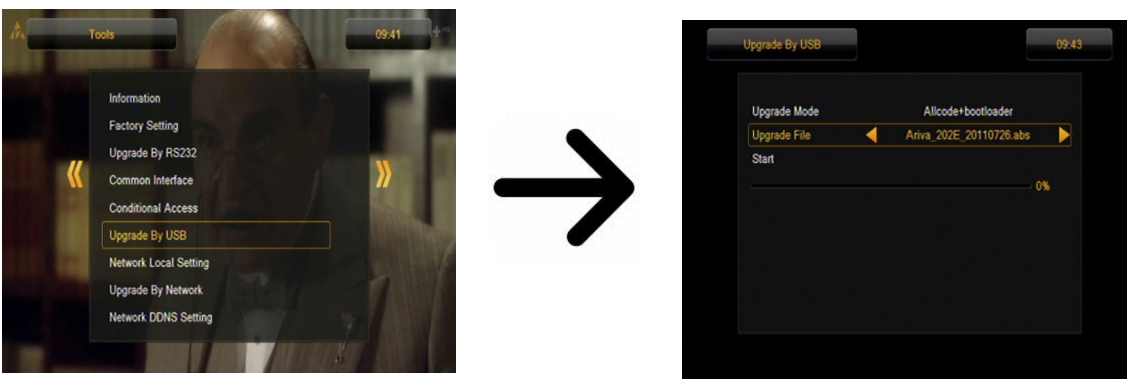 Tools
09:41
Information
Factory Setting
Upgrade By RS232
Common Interface
Conditional Access
Upgrade By USB
Network Local Setting
Upgrade By Network
Network DDNS Setting
Upgrade By USB
09:43
Upgrade Mode Allcode+bootloader
Upgrade File Ariva_202E_20110726.abs
Start
0%